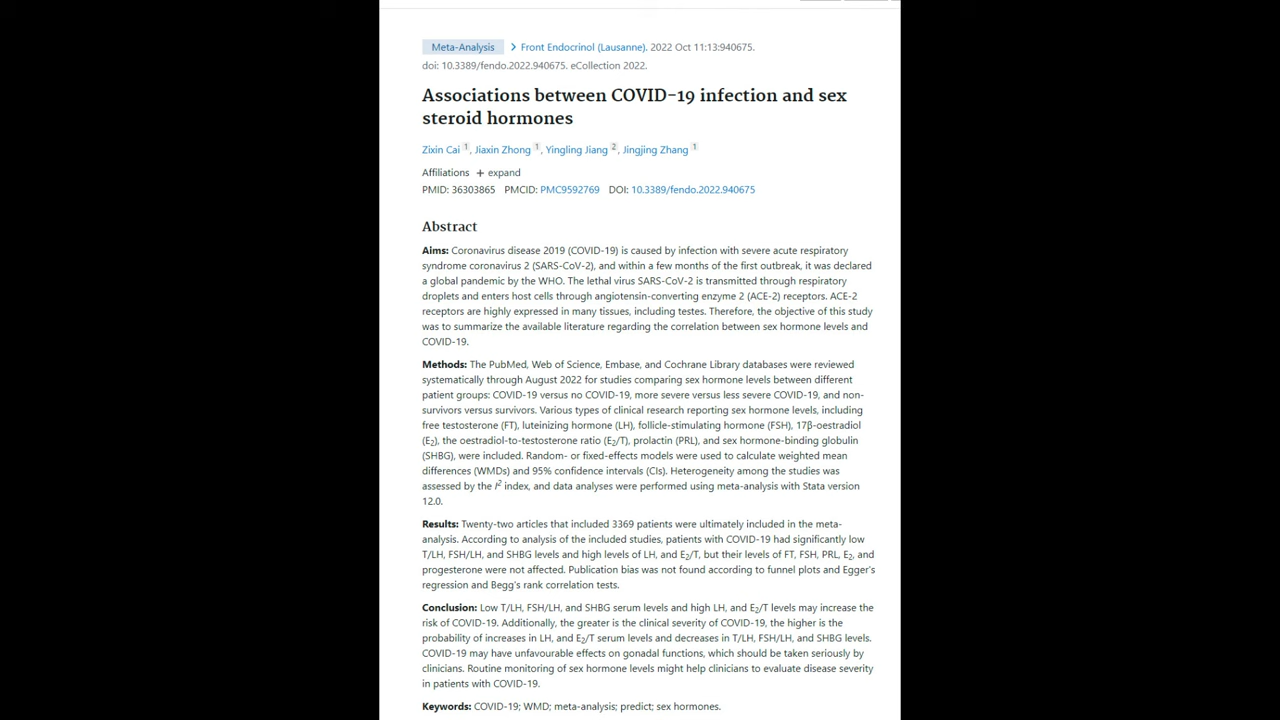 Meta-Analysis > Front Endocrinol (Lausanne). 2022 Oct 11:13:940675.
doi: 10.3389/fendo.2022.940675. eCollection 2022.
Associations between COVID-19 infection and sex
steroid hormones
Zixin Cai 1, Jiaxin Zhong 1, Yingling Jiang 2, Jingjing Zhang 1
Affiliations + expand
PMID: 36303865 PMCID: PMC9592769 DOI: 10.3389/fendo.2022.940675
Abstract
Aims: Coronavirus disease 2019 (COVID-19) is caused by infection with severe acute respiratory
syndrome coronavirus 2 (SARS-CoV-2), and within a few months of the first outbreak, it was declared
a global pandemic by the WHO. The lethal virus SARS-CoV-2 is transmitted through respiratory
droplets and enters host cells through angiotensin-converting enzyme 2 (ACE-2) receptors. ACE-2
receptors are highly expressed in many tissues, including testes. Therefore, the objective of this study
was to summarize the available literature regarding the correlation between sex hormone levels and
COVID-19.
Methods: The PubMed, Web of Science, Embase, and Cochrane Library databases were reviewed
systematically through August 2022 for studies comparing sex hormone levels between different
patient groups: COVID-19 versus no COVID-19, more severe versus less severe COVID-19, and non-
survivors versus survivors. Various types of clinical research reporting sex hormone levels, including
free testosterone (FT), luteinizing hormone (LH), follicle-stimulating hormone (FSH), 17β-oestradiol
(E2), the oestradiol-to-testosterone ratio (E2/T), prolactin (PRL), and sex hormone-binding globulin
(SHBG), were included. Random- or fixed-effects models were used to calculate weighted mean
differences (WMDs) and 95% confidence intervals (CIs). Heterogeneity among the studies was
assessed by the I2 index, and data analyses were performed using meta-analysis with Stata version
12.0.
Results: Twenty-two articles that included 3369 patients were ultimately included in the meta-
analysis. According to analysis of the included studies, patients with COVID-19 had significantly low
T/LH, FSH/LH, and SHBG levels and high levels of LH, and E2/T, but their levels of FT, FSH, PRL, E2, and
progesterone were not affected. Publication bias was not found according to funnel plots and Egger's
regression and Begg's rank correlation tests.
Conclusion: Low T/LH, FSH/LH, and SHBG serum levels and high LH, and E2/T levels may increase the
risk of COVID-19. Additionally, the greater is the clinical severity of COVID-19, the higher is the
probability of increases in LH, and E2/T serum levels and decreases in T/LH, FSH/LH, and SHBG levels.
COVID-19 may have unfavourable effects on gonadal functions, which should be taken seriously by
clinicians. Routine monitoring of sex hormone levels might help clinicians to evaluate disease severity
in patients with COVID-19.
Keywords: COVID-19; WMD; meta-analysis; predict; sex hormones.